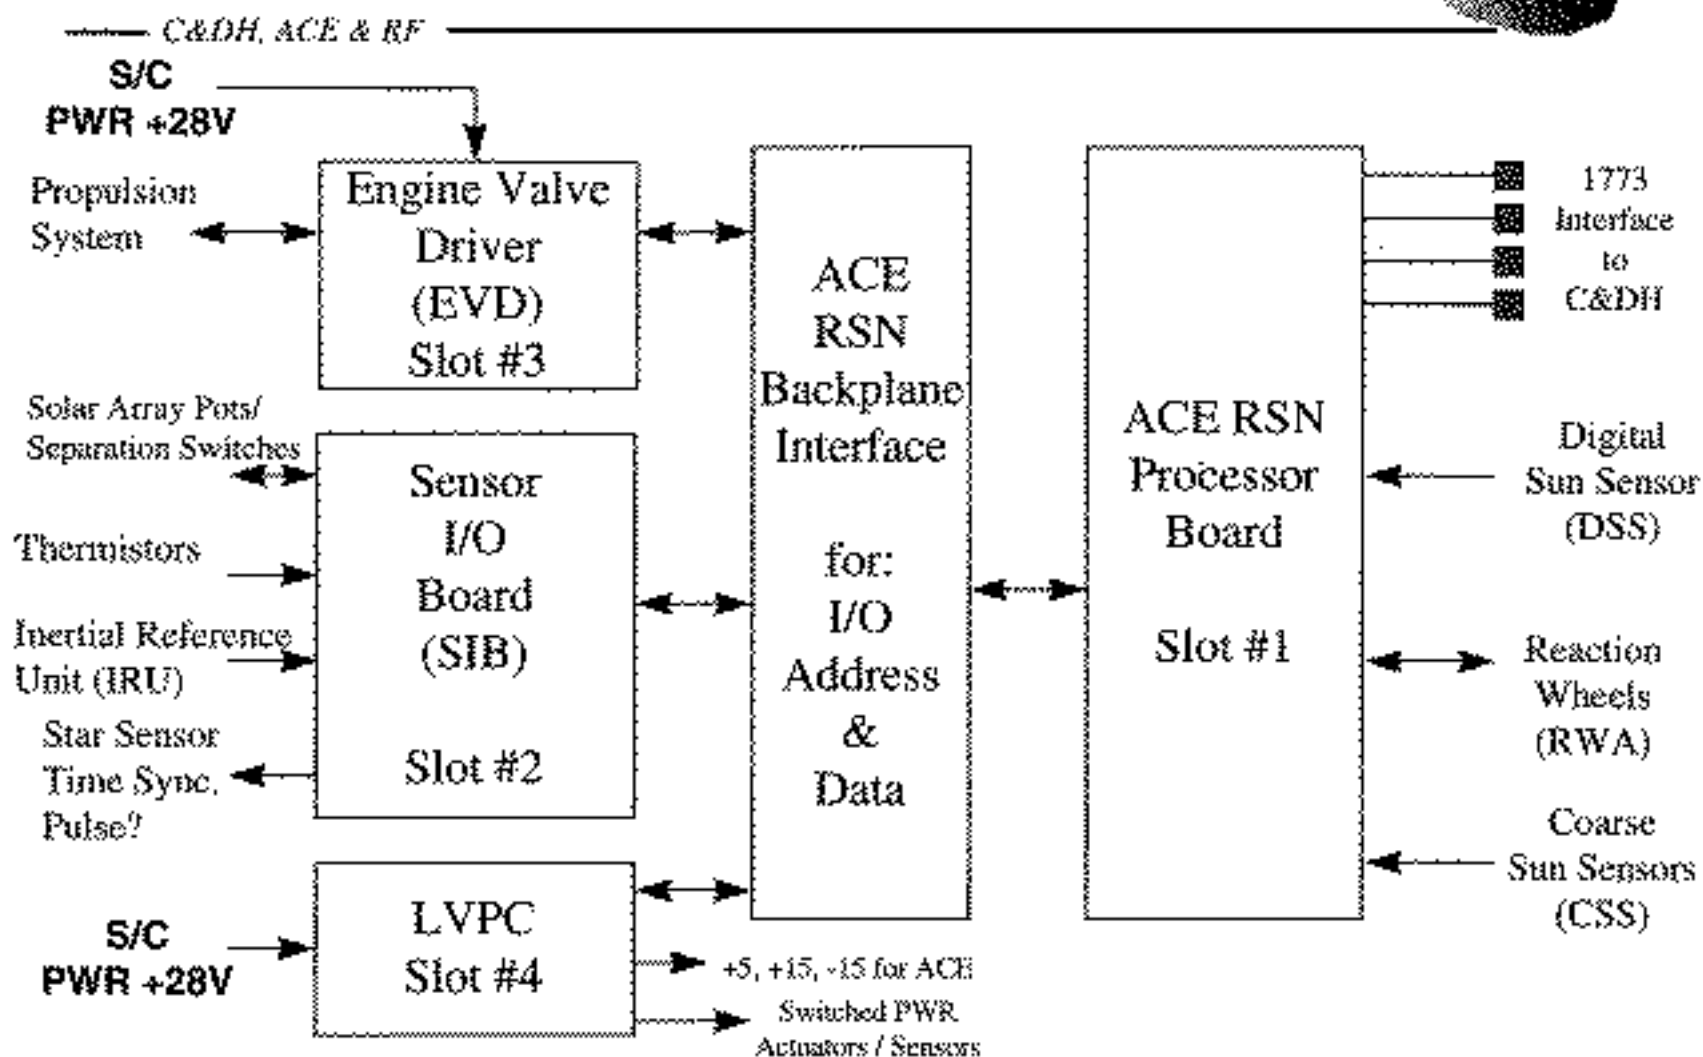 C&DH, ACE & RF
S/C
PWR +28V
Propulsion
System
Engine Valve
Driver
(EVD)
Slot #3
Solar Array Pots/
Separation Switches
Thermistors
Inertial Reference
Unit (IRU)
Star Sensor
Time Sync.
Pulse?
Sensor
I/O
Board
(SIB)
Slot #2
S/C
PWR +28V
LVPC
Slot #4
+5, +15, -15 for ACE
Switched PWR
Actuators / Sensors
ACE
RSN
Backplane
Interface
for:
I/O
Address
&
Data
ACE RSN
Processor
Board
Slot #1
1773
Interface
to
C&DH
Digital
Sun Sensor
(DSS)
Reaction
Wheels
(RWA)
Coarse
Sun Sensors
(CSS)